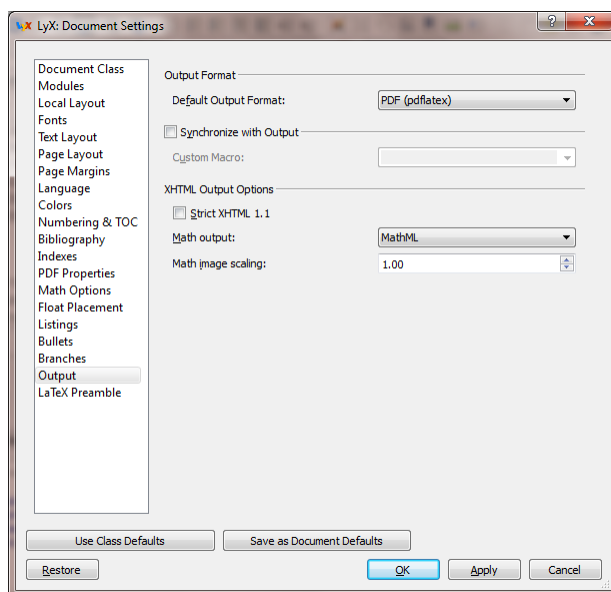 LyX: Document Settings
?
X
Document Class
Modules
Local Layout
Fonts
Text Layout
Page Layout
Page Margins
Language
Colors
Numbering & TOC
Bibliography
Indexes
PDF Properties
Math Options
Float Placement
Listings
Bullets
Branches
Output
LaTeX Preamble
Output Format
Default Output Format: PDF (pdflatex)
Synchronize with Output
Custom Macro:
XHTML Output Options
Strict XHTML 1.1
Math output: MathML
Math image scaling: 1.00
Use Class Defaults Save as Document Defaults
Restore OK Apply Cancel